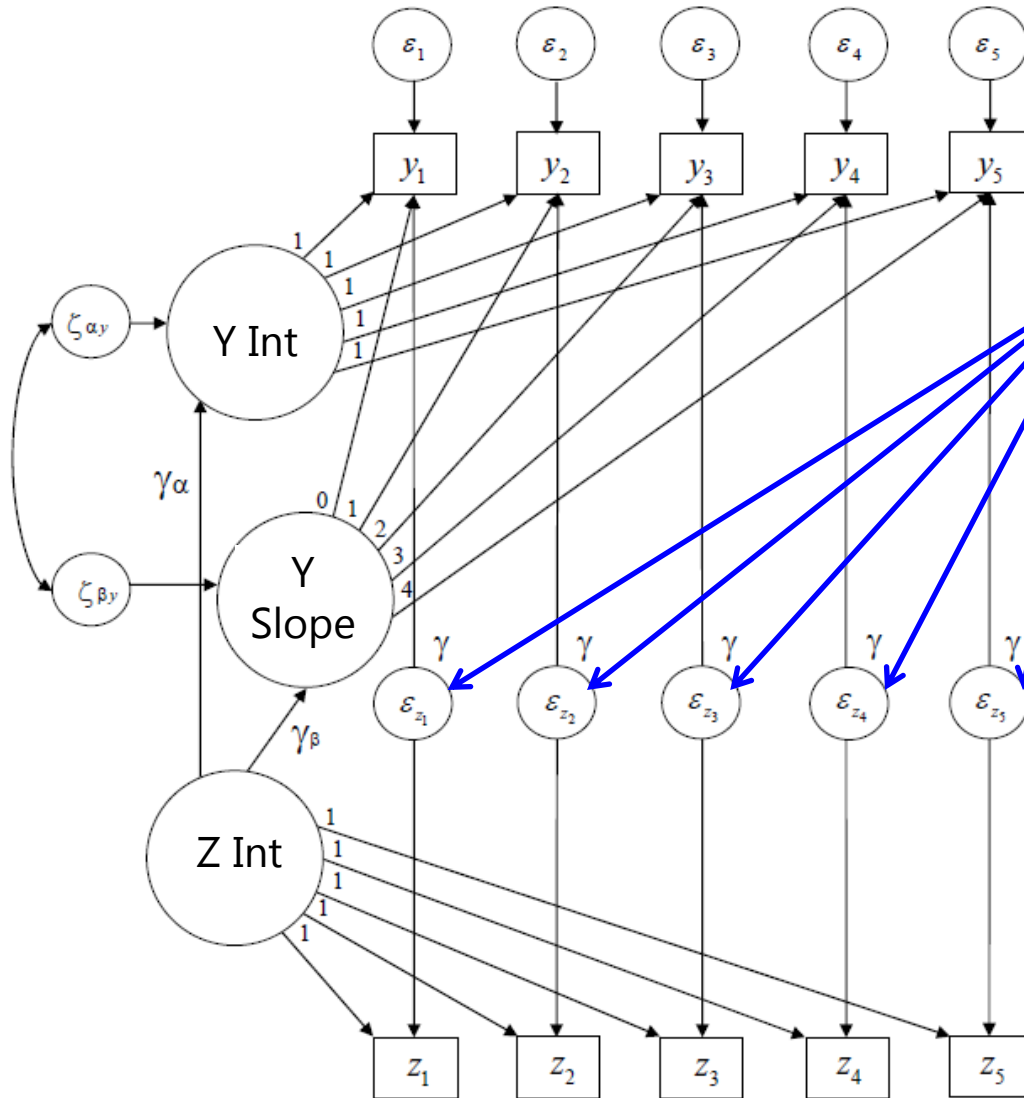 ε₁ ε₂ ε₃ ε₄ ε₅
y₁ y₂ y₃ y₄ y₅
1
1
1
1
1
ζαy
Y Int
γα
0
1
2
3
4
ζβy
Y
Slope
γ γ γ γ γ
εz₁ εz₂ εz₃ εz₄ εz₅
γβ
Z Int
1
1
1
1
1
z₁ z₂ z₃ z₄ z₅